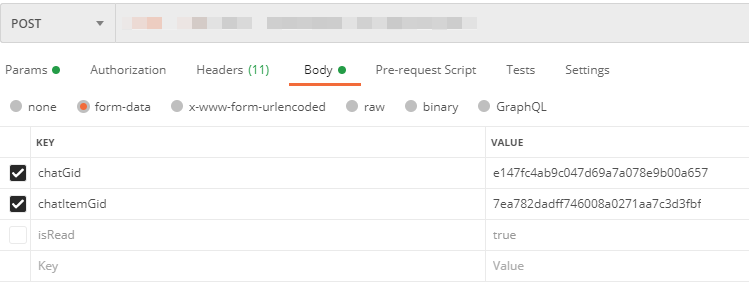 POST
Params Authorization Headers (11) Body Pre-request Script Tests Settings
none form-data x-www-form-urlencoded raw binary GraphQL
KEY VALUE
chatGid e147fc4ab9c047d69a7a078e9b00a657
chatItemGid 7ea782dadff746008a0271aa7c3d3fbf
isRead true
Key Value